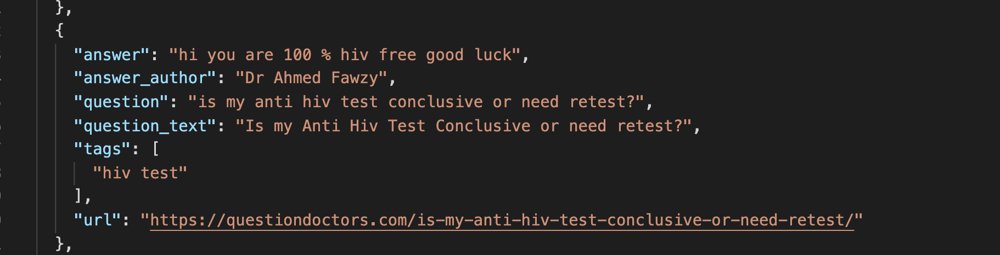 },
{
"answer": "hi you are 100 % hiv free good luck",
"answer_author": "Dr Ahmed Fawzy",
"question": "is my anti hiv test conclusive or need retest?",
"question_text": "Is my Anti Hiv Test Conclusive or need retest?",
"tags": [
"hiv test"
],
"url": "https://questiondoctors.com/is-my-anti-hiv-test-conclusive-or-need-retest/"
},